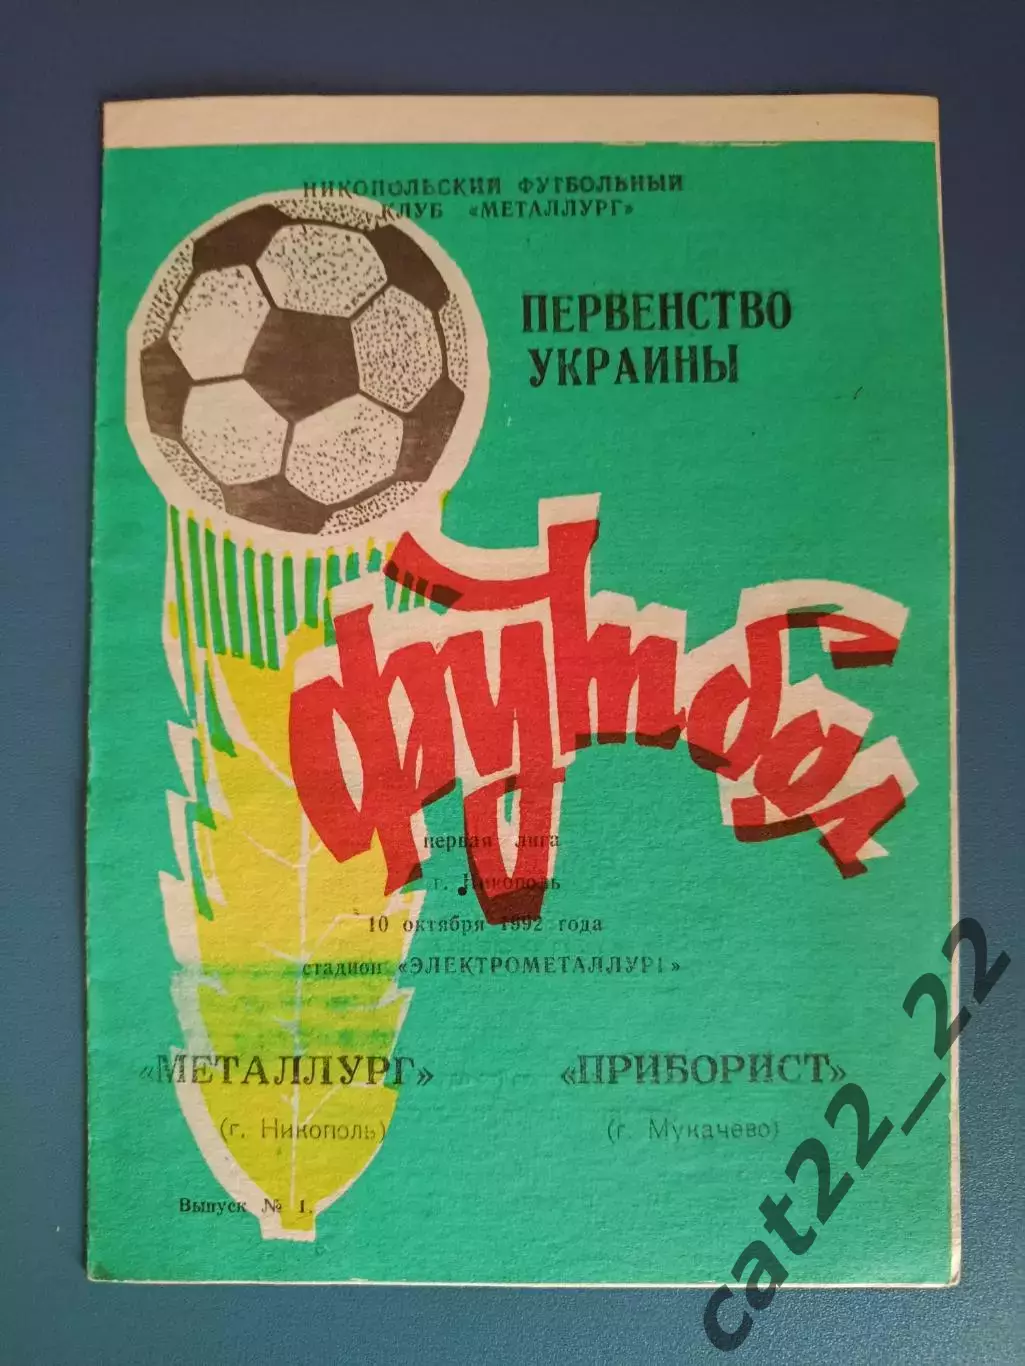 НИКОПОЛЬСКИЙ ФУТБОЛЬНЫЙ
КЛУБ «МЕТАЛЛУРГ»
ПЕРВЕНСТВО
УКРАИНЫ
футбол
первая лига
г. Никополь
10 октября 1992 года
стадион «ЭЛЕКТРОМЕТАЛЛУРГ»
«МЕТАЛЛУРГ» «ПРИБОРИСТ»
(г. Никополь) (г. Мукачево)
Выпуск № 1.
cat22_22